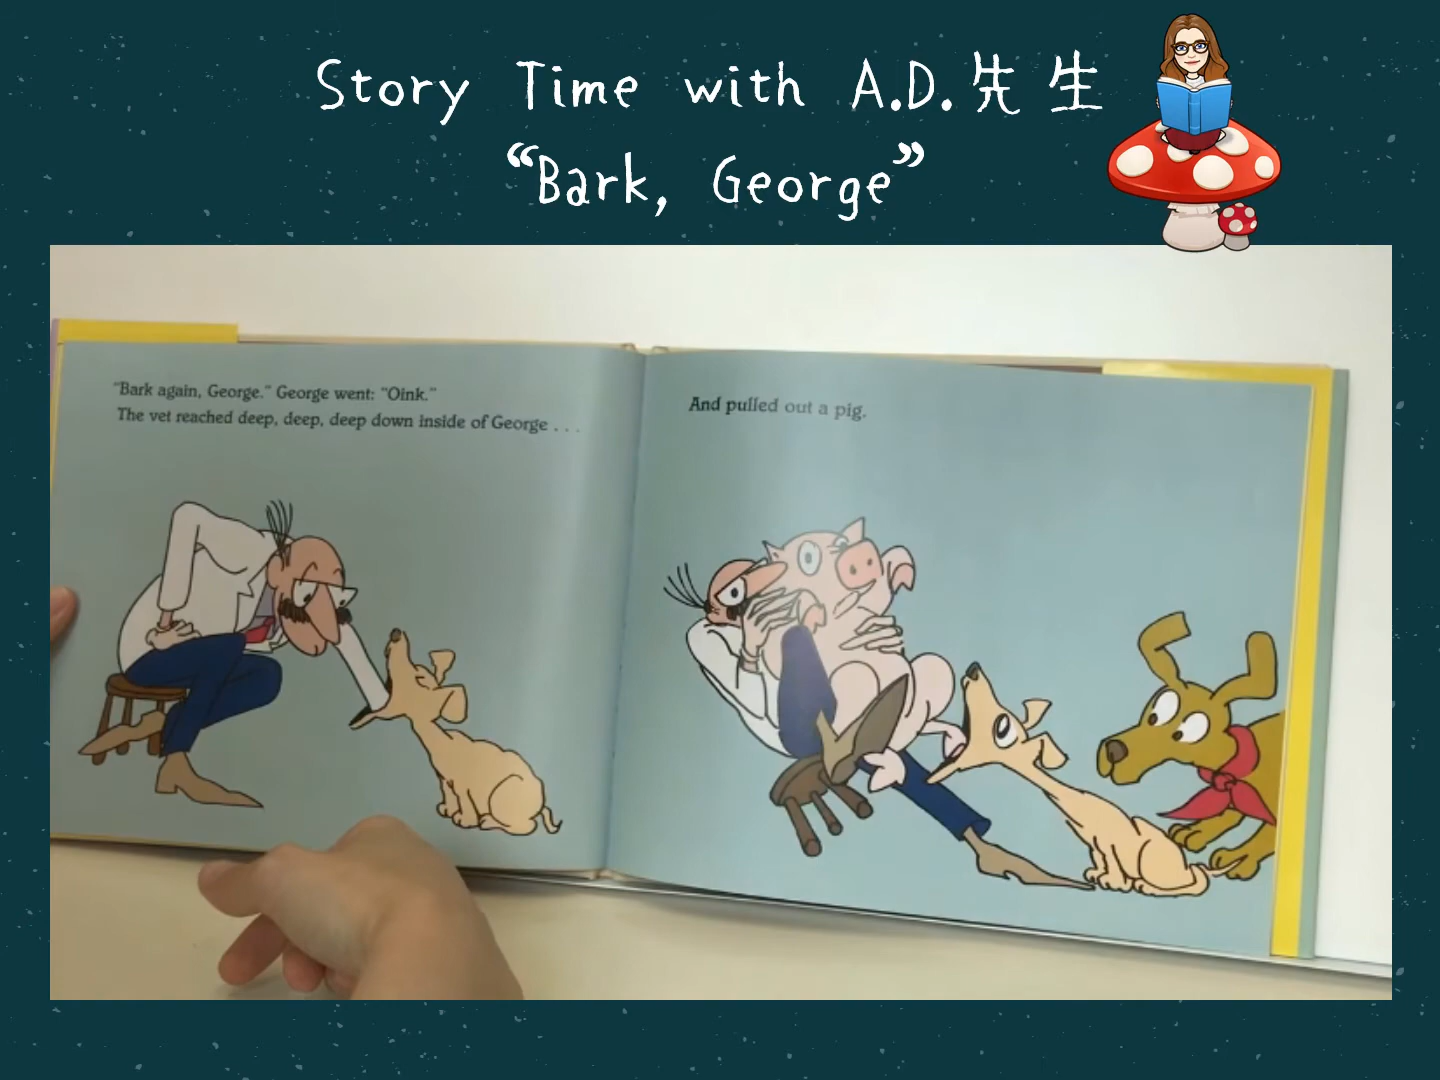 Story Time with A.D.先生
“Bark, George”
"Bark again, George." George went: "Oink."
The vet reached deep, deep, deep down inside of George . . .
And pulled out a pig.